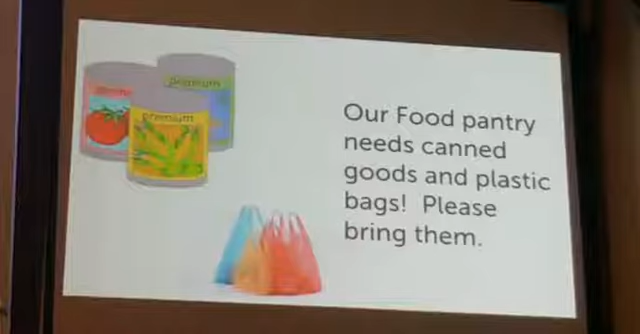 premium
premium
Our Food pantry
needs canned
goods and plastic
bags! Please
bring them.